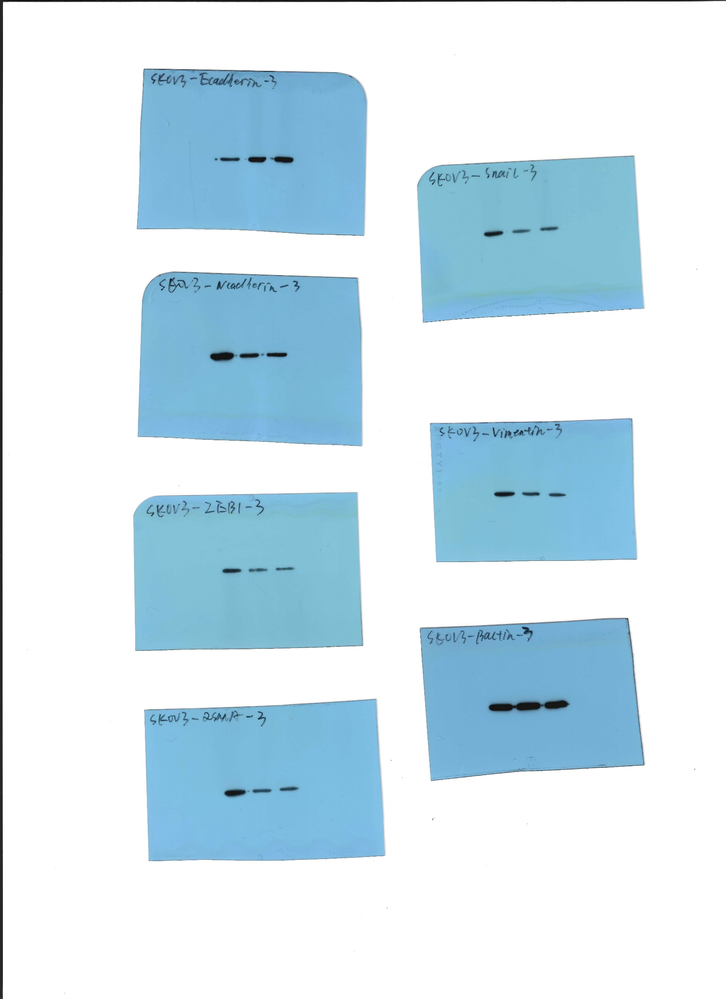 SKOV3-Ecadherin-3
SKOV3-Snail-3
SKOV3-Ncadherin-3
SKOV3-Vimentin-3
SKOV3-ZEB1-3
SKOV3-βactin-3
SKOV3-αSMA-3